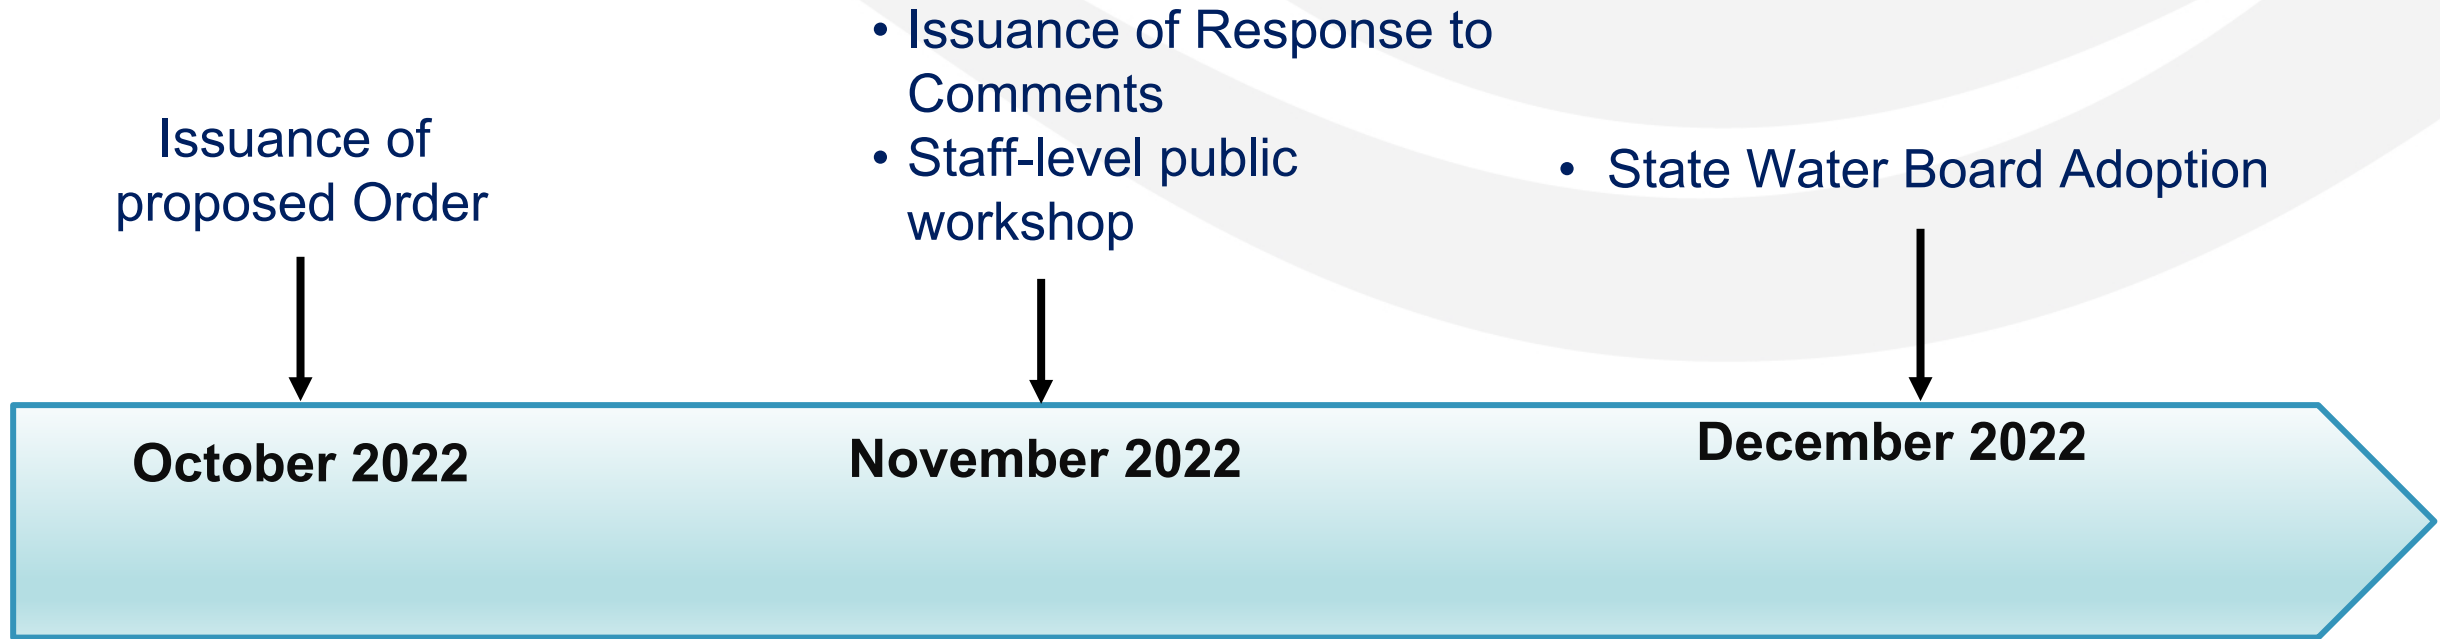 Issuance of
proposed Order
• Issuance of Response to
Comments
• Staff-level public
workshop
• State Water Board Adoption
October 2022
November 2022
December 2022